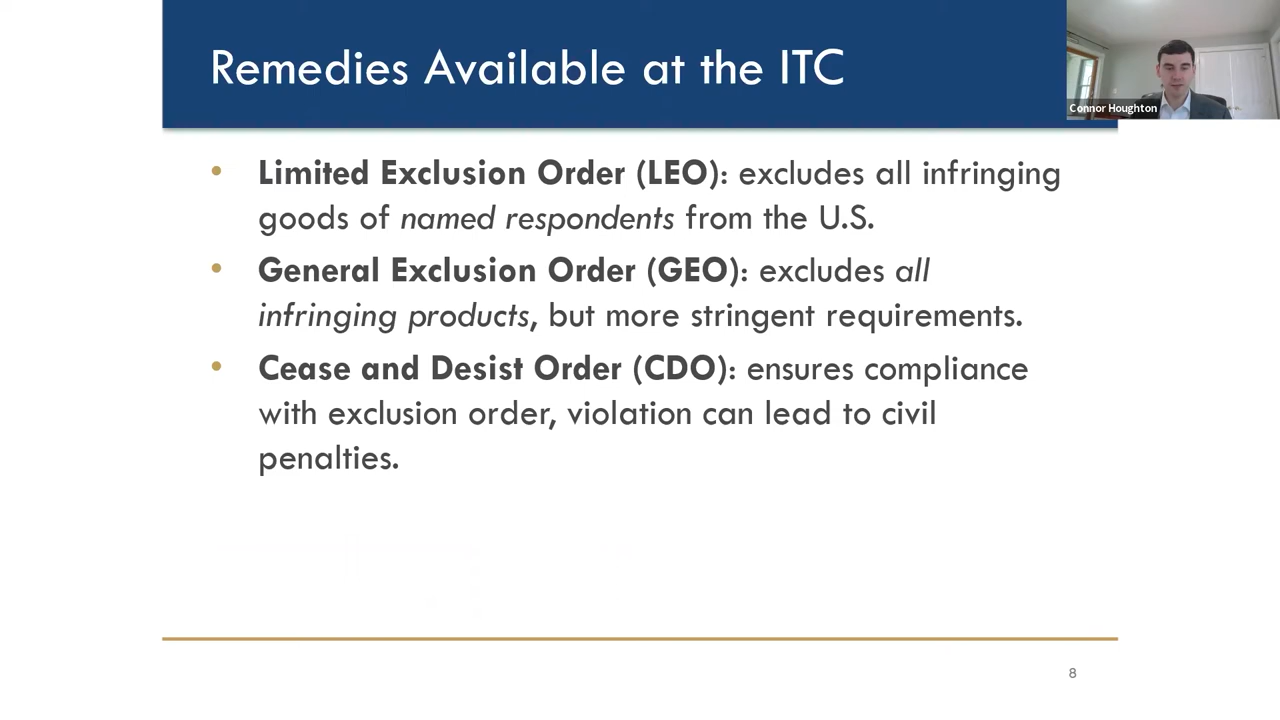 Remedies Available at the ITC
Connor Houghton
• Limited Exclusion Order (LEO): excludes all infringing
goods of named respondents from the U.S.
• General Exclusion Order (GEO): excludes all
infringing products, but more stringent requirements.
• Cease and Desist Order (CDO): ensures compliance
with exclusion order, violation can lead to civil
penalties.
8